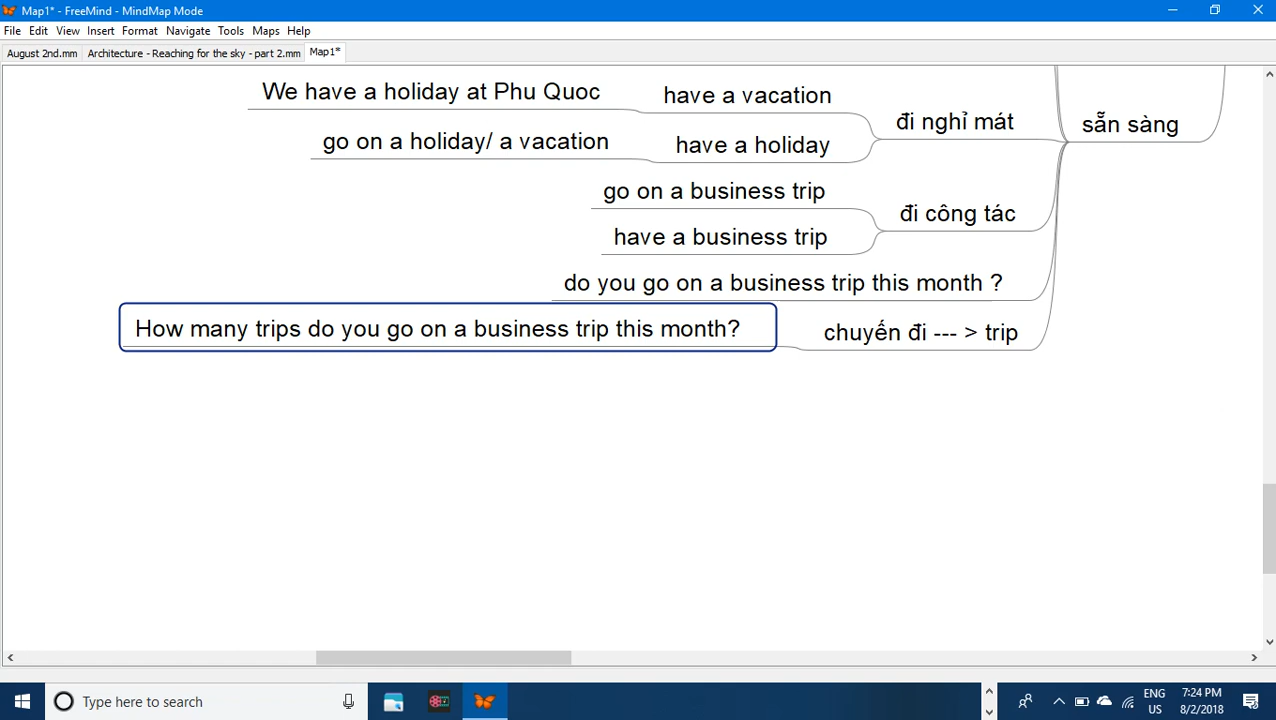 Map1* - FreeMind - MindMap Mode
File Edit View Insert Format Navigate Tools Maps Help
August 2nd.mm Architecture - Reaching for the sky - part 2.mm Map1*
We have a holiday at Phu Quoc have a vacation
đi nghỉ mát sẵn sàng
go on a holiday/ a vacation have a holiday
go on a business trip
đi công tác
have a business trip
do you go on a business trip this month ?
How many trips do you go on a business trip this month? chuyến đi --- > trip
Type here to search
ENG 7:24 PM
US 8/2/2018